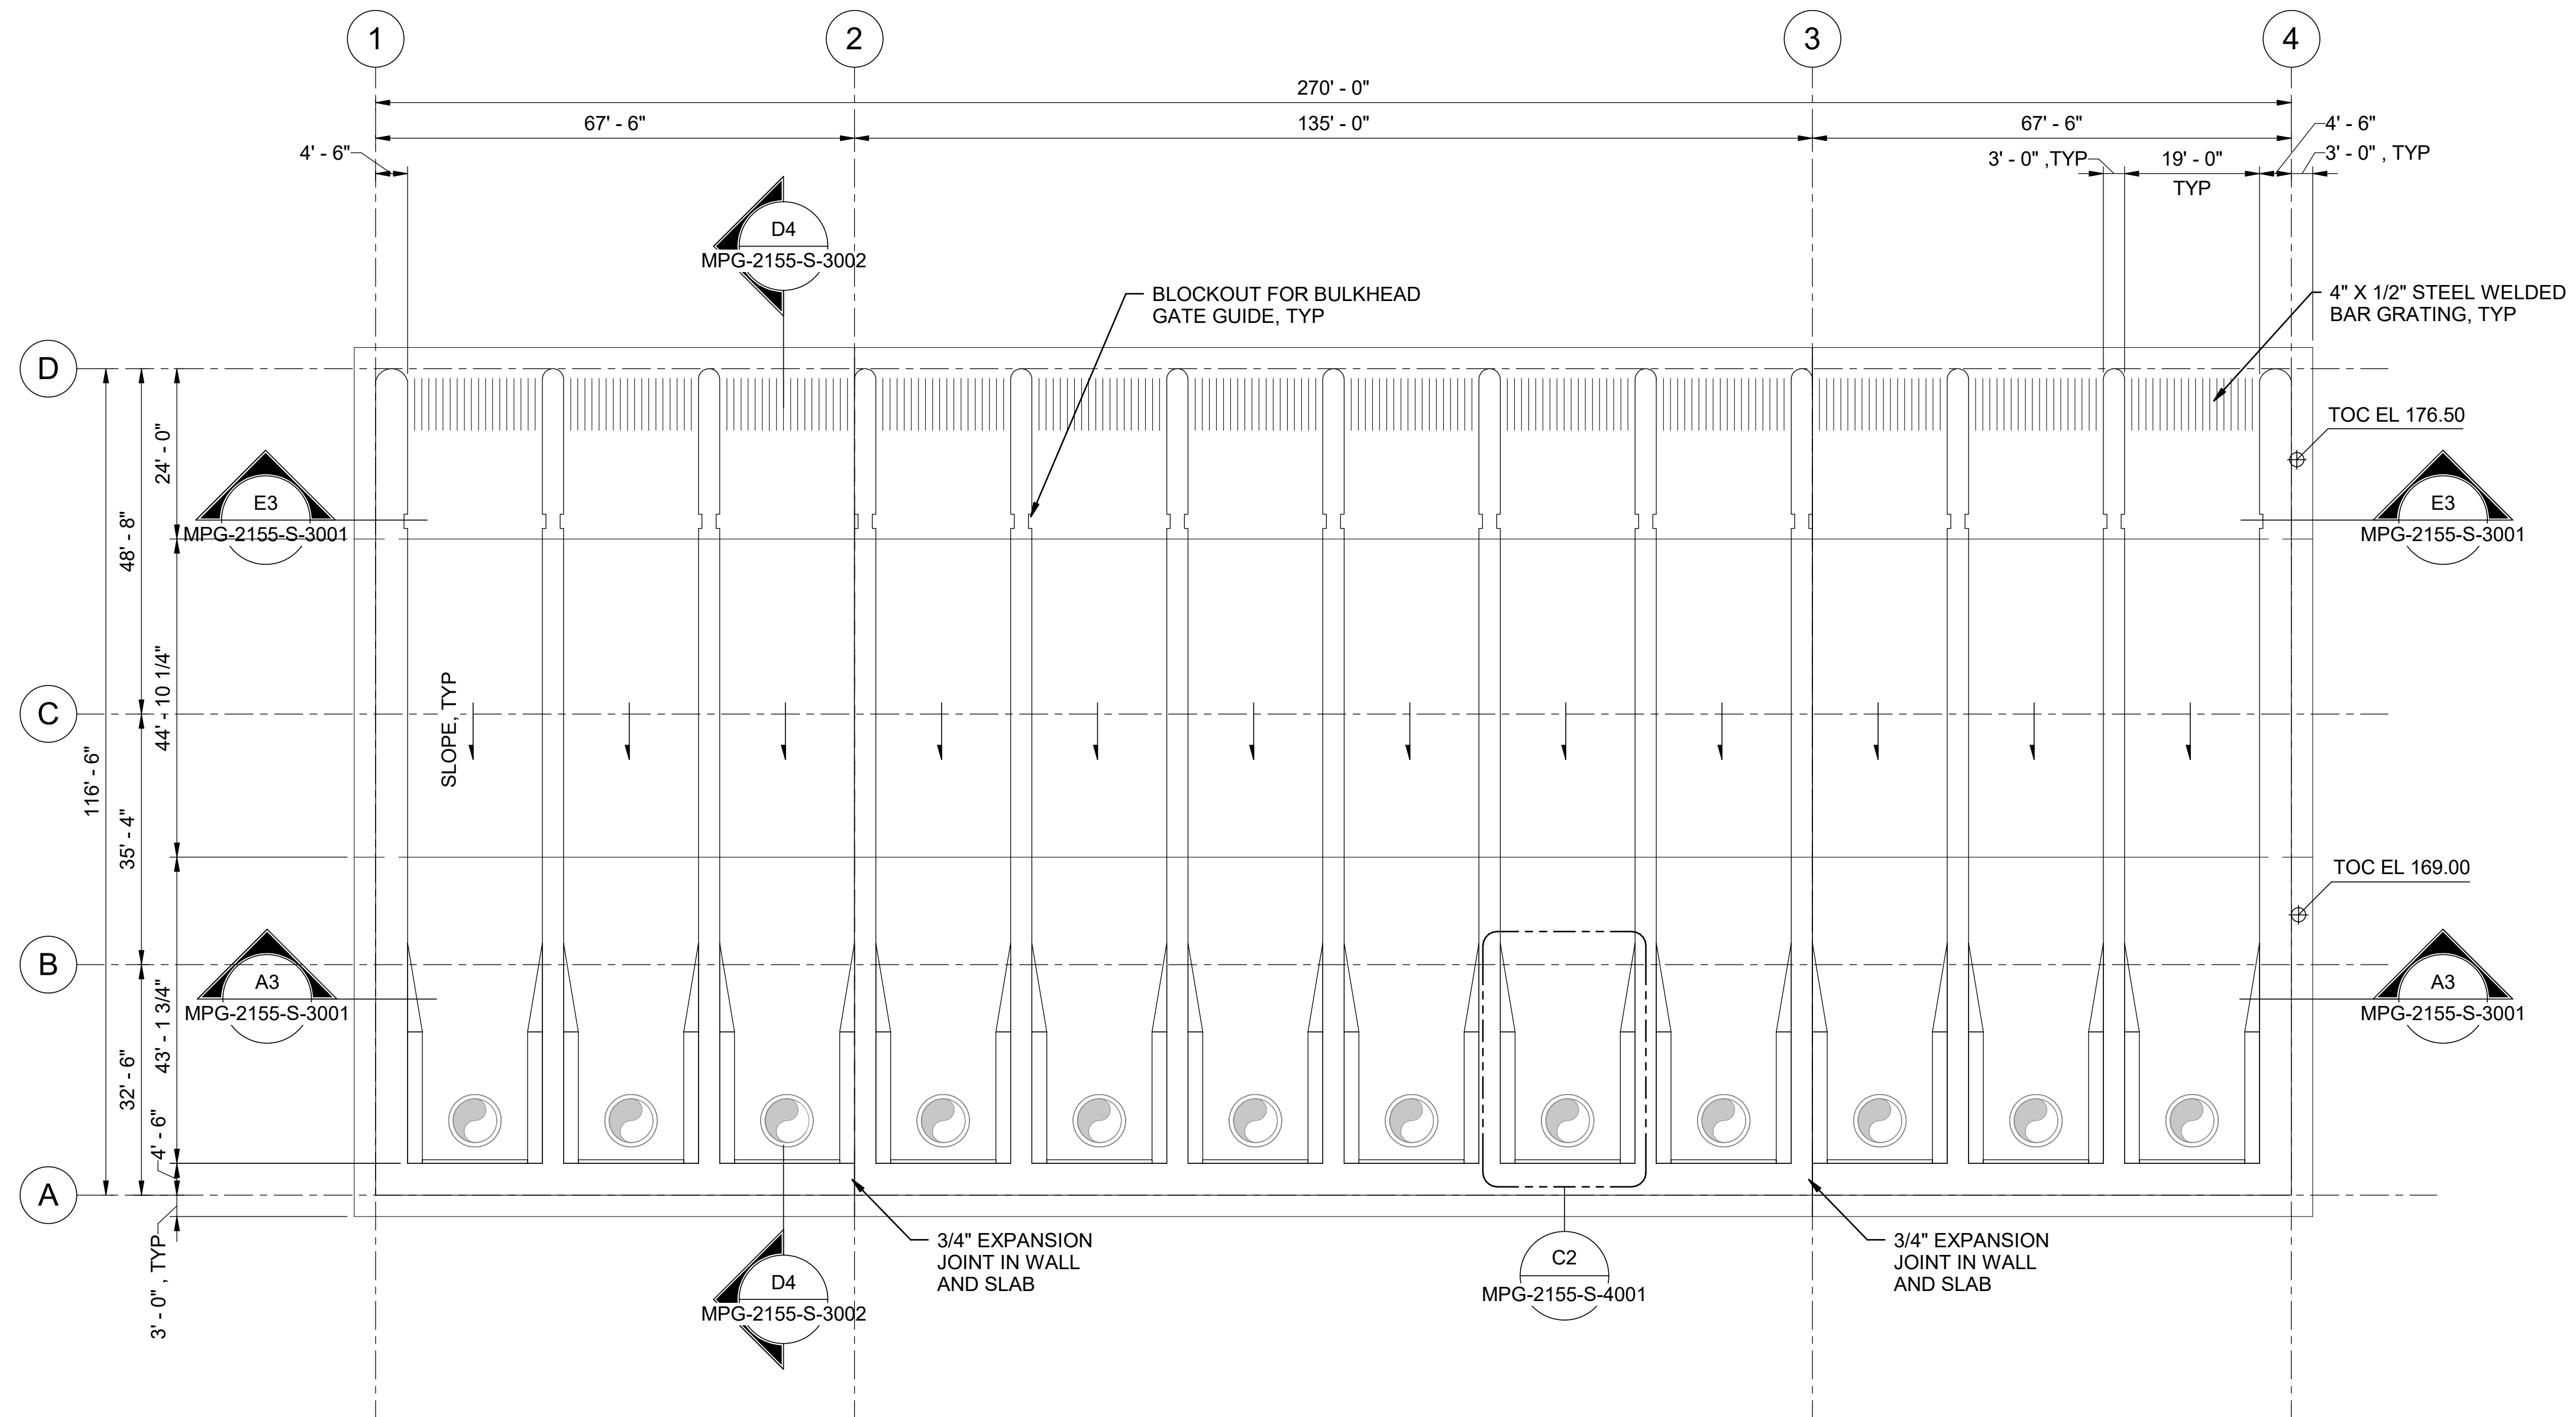 1
2
3
4
270' - 0"
67' - 6"
135' - 0"
67' - 6"
4' - 6"
4' - 6"
3' - 0" ,TYP
19' - 0"
TYP
3' - 0" , TYP
D4
MPG-2155-S-3002
BLOCKOUT FOR BULKHEAD
GATE GUIDE, TYP
4" X 1/2" STEEL WELDED
BAR GRATING, TYP
D
TOC EL 176.50
24' - 0"
E3
MPG-2155-S-3001
E3
MPG-2155-S-3001
48' - 8"
44' - 10 1/4"
SLOPE, TYP
C
116' - 6"
35' - 4"
TOC EL 169.00
B
A3
MPG-2155-S-3001
A3
MPG-2155-S-3001
43' - 1 3/4"
32' - 6"
4' - 6"
A
3' - 0" , TYP
3/4" EXPANSION
JOINT IN WALL
AND SLAB
3/4" EXPANSION
JOINT IN WALL
AND SLAB
D4
MPG-2155-S-3002
C2
MPG-2155-S-4001